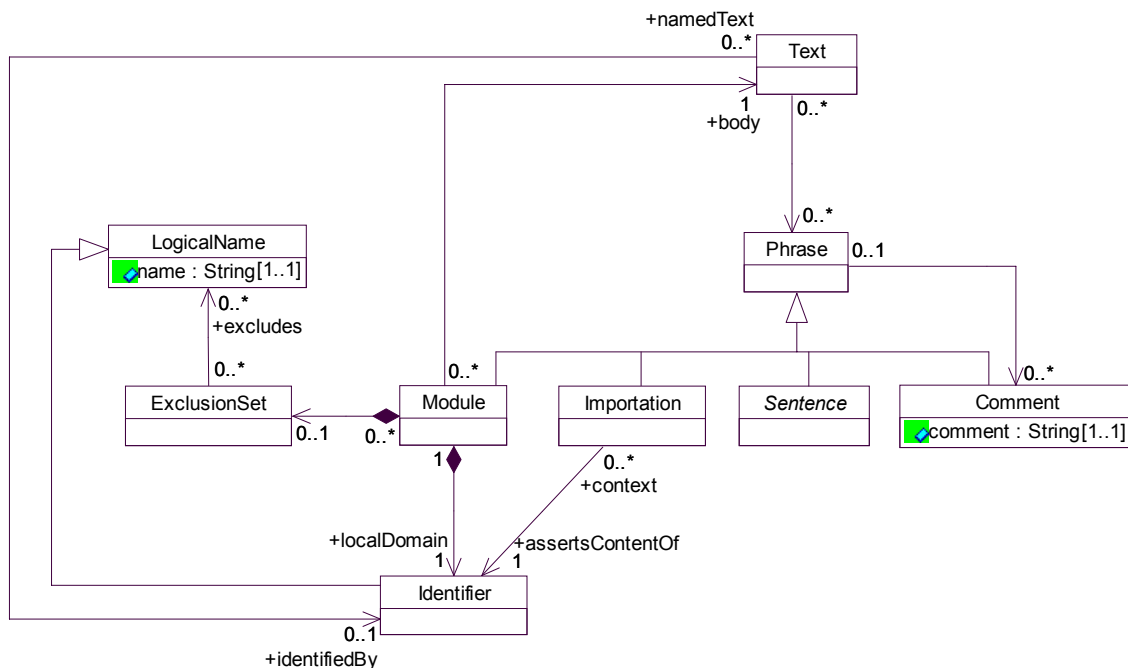 +namedText
0..*
Text
1
+body
0..*
0..*
LogicalName
name : String[1..1]
Phrase
0..1
0..*
+excludes
0..*
0..*
0..*
ExclusionSet
Module
Importation
Sentence
Comment
comment : String[1..1]
0..1
0..*
1
0..*
+context
+localDomain
1
+assertsContentOf
1
Identifier
0..1
+identifiedBy